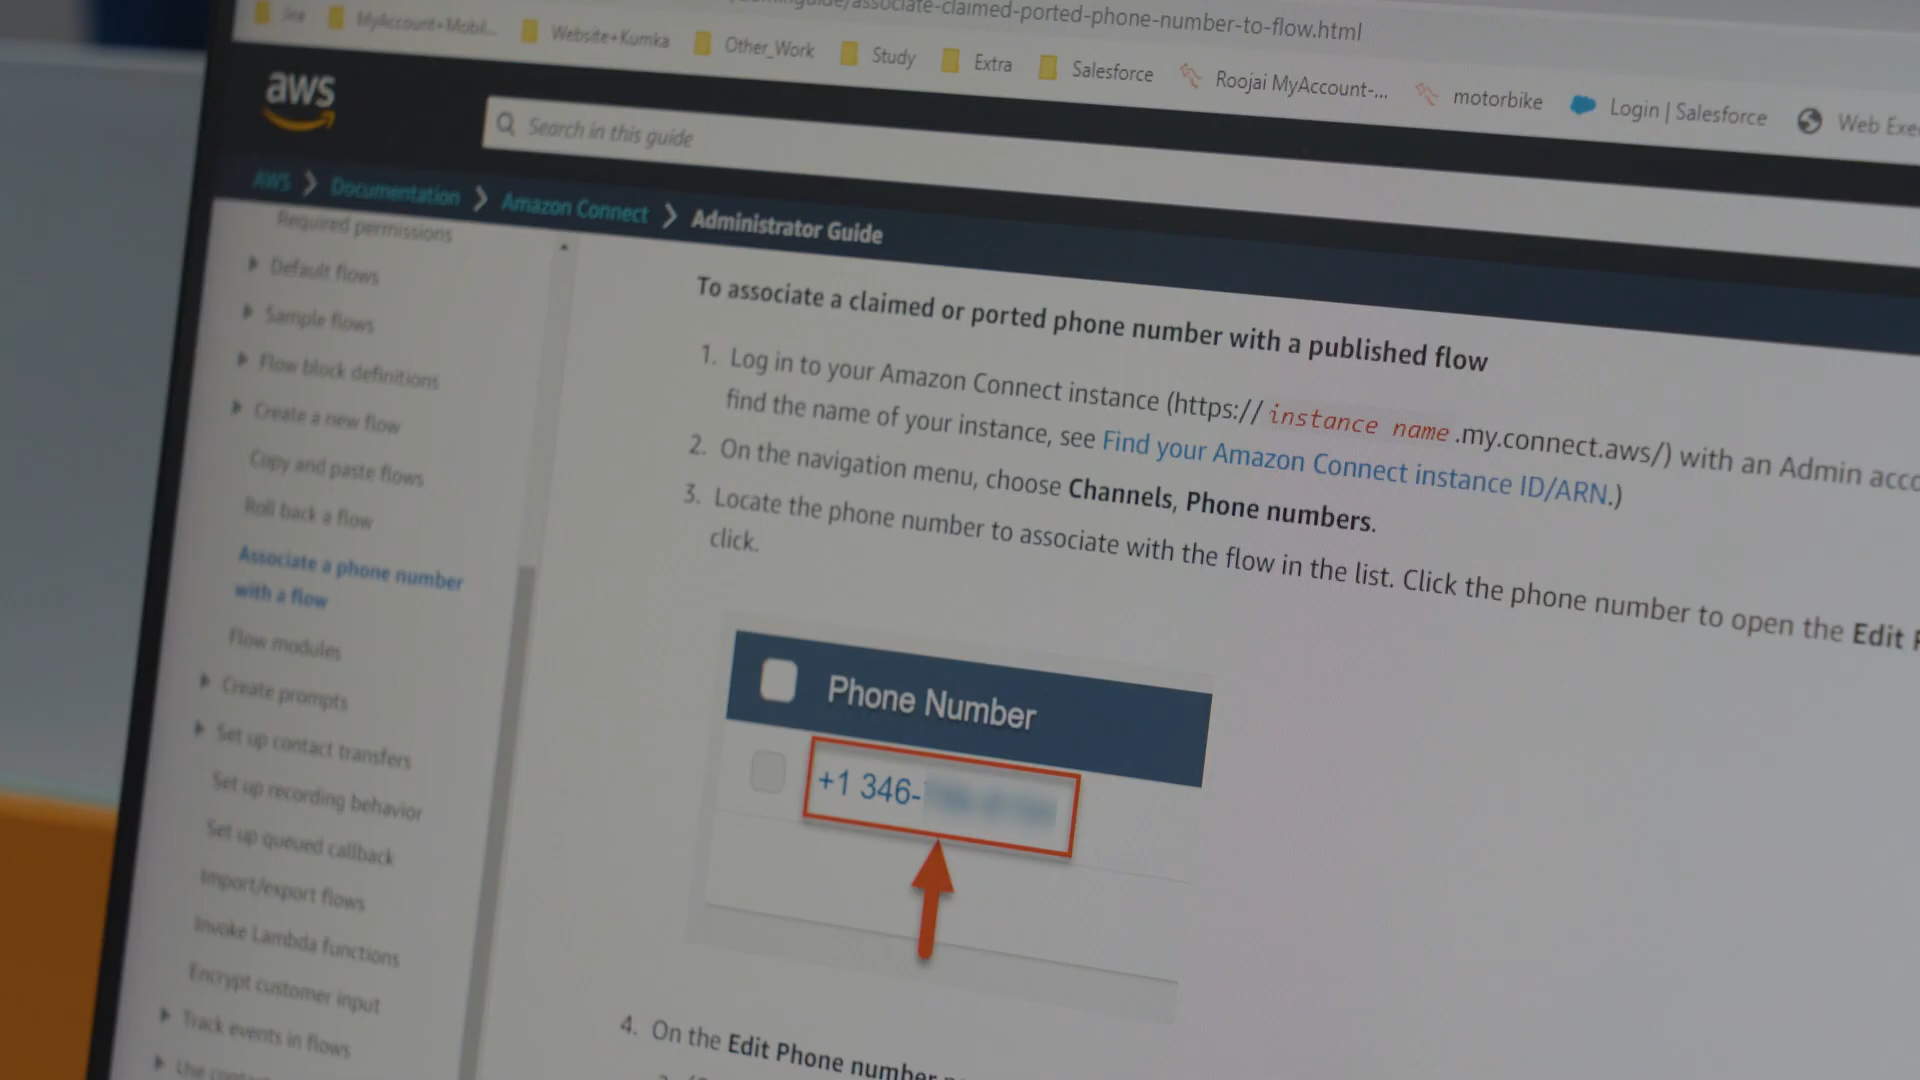 /adminguide/associate-claimed-ported-phone-number-to-flow.html
Jira
MyAccount+Mobil...
Website+Kumka
Other_Work
Study
Extra
Salesforce
Roojai MyAccount-...
motorbike
Login | Salesforce
Web Exe
aws
Search in this guide
AWS
Documentation
Amazon Connect
Administrator Guide
Required permissions
Default flows
Sample flows
Flow block definitions
Create a new flow
Copy and paste flows
Roll back a flow
Associate a phone number
with a flow
Flow modules
Create prompts
Set up contact transfers
Set up recording behavior
Set up queued callback
Import/export flows
Invoke Lambda functions
Encrypt customer input
Track events in flows
Use
To associate a claimed or ported phone number with a published flow
1. Log in to your Amazon Connect instance (https:// instance name .my.connect.aws/) with an Admin acco
find the name of your instance, see Find your Amazon Connect instance ID/ARN.)
2. On the navigation menu, choose Channels, Phone numbers.
3. Locate the phone number to associate with the flow in the list. Click the phone number to open the Edit P
click.
Phone Number
+1 346-
4. On the Edit Phone number